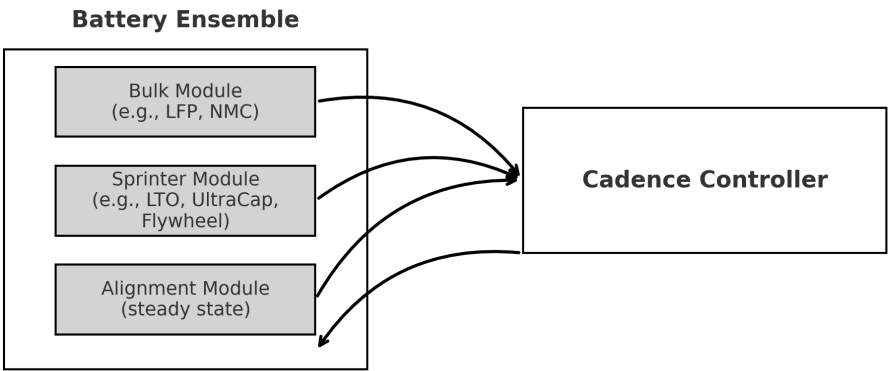 Battery Ensemble
Bulk Module
(e.g., LFP, NMC)
Sprinter Module
(e.g., LTO, UltraCap,
Flywheel)
Alignment Module
(steady state)
Cadence Controller